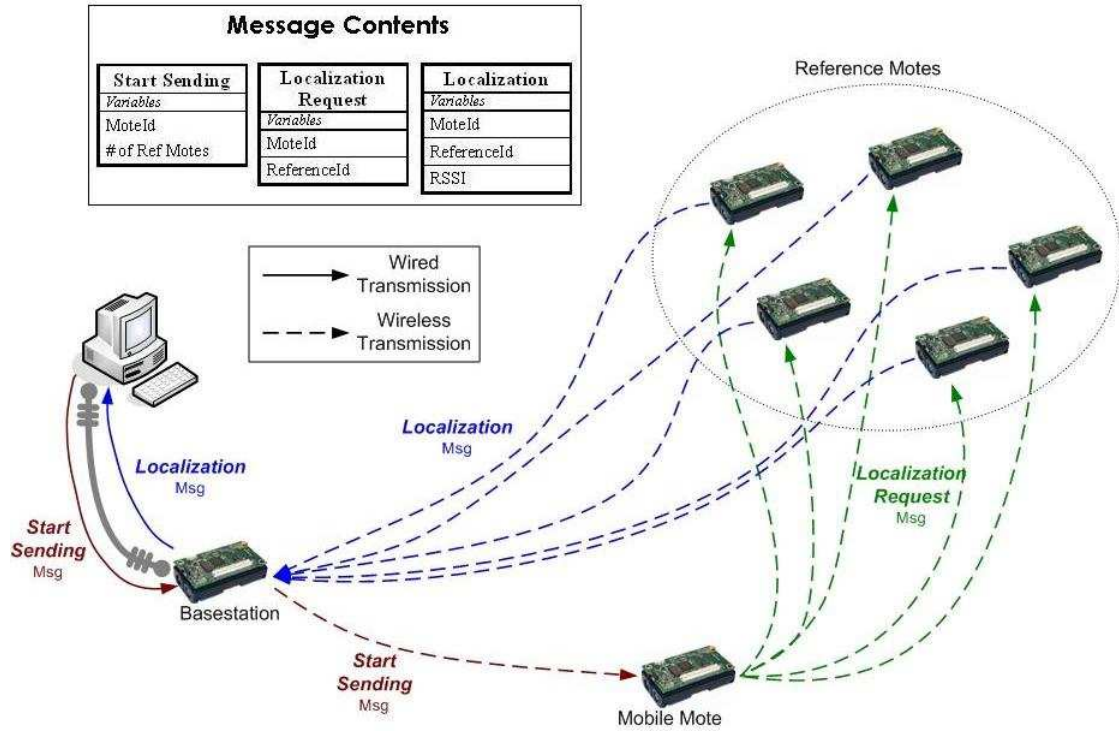 Message Contents
Start Sending
Variables
MoteId
# of Ref Motes
Localization
Request
Variables
MoteId
ReferenceId
Localization
Variables
MoteId
ReferenceId
RSSI
Reference Motes
Wired
Transmission
Wireless
Transmission
Localization
Msg
Localization
Msg
Localization
Request
Msg
Start
Sending
Msg
Basestation
Start
Sending
Msg
Mobile Mote